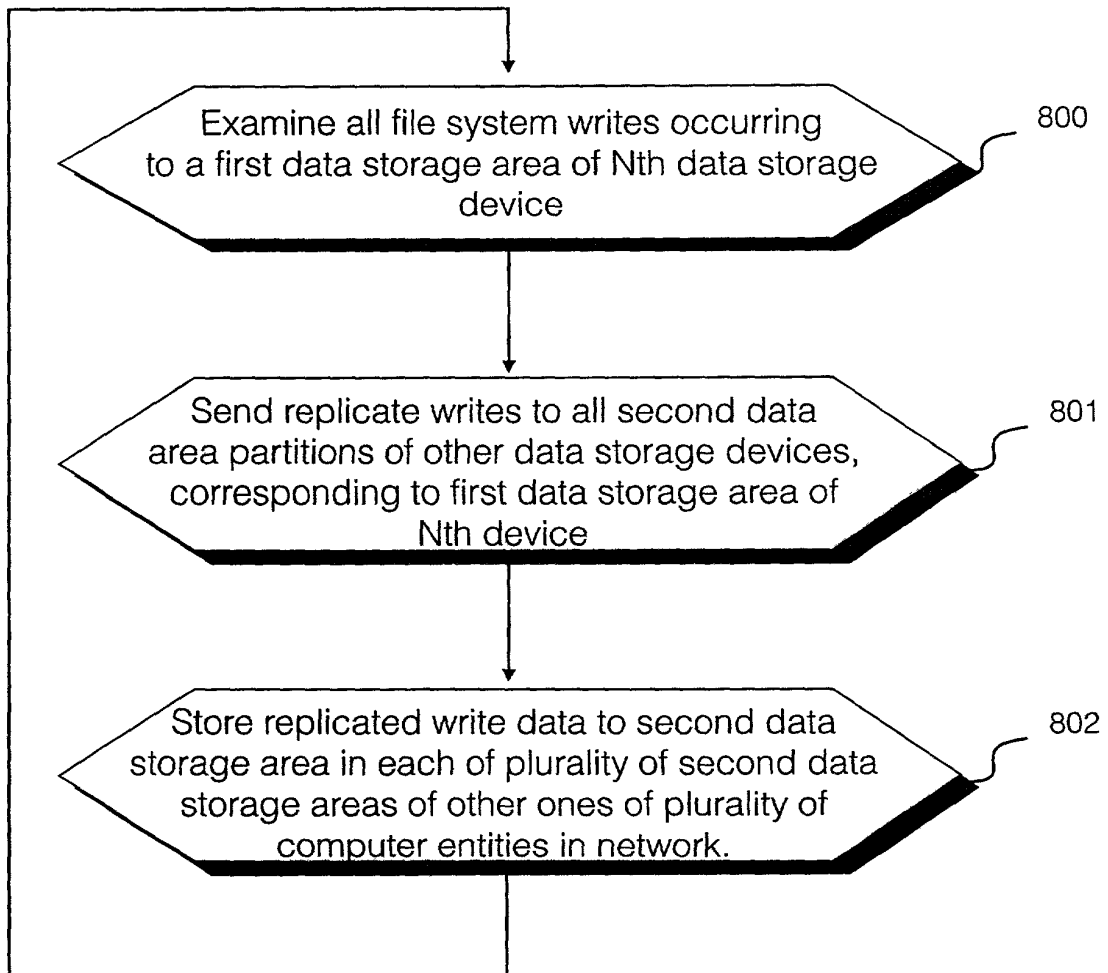 Examine all file system writes occurring
to a first data storage area of Nth data storage
device
800
Send replicate writes to all second data
area partitions of other data storage devices,
corresponding to first data storage area of
Nth device
801
Store replicated write data to second data
storage area in each of plurality of second data
storage areas of other ones of plurality of
computer entities in network.
802